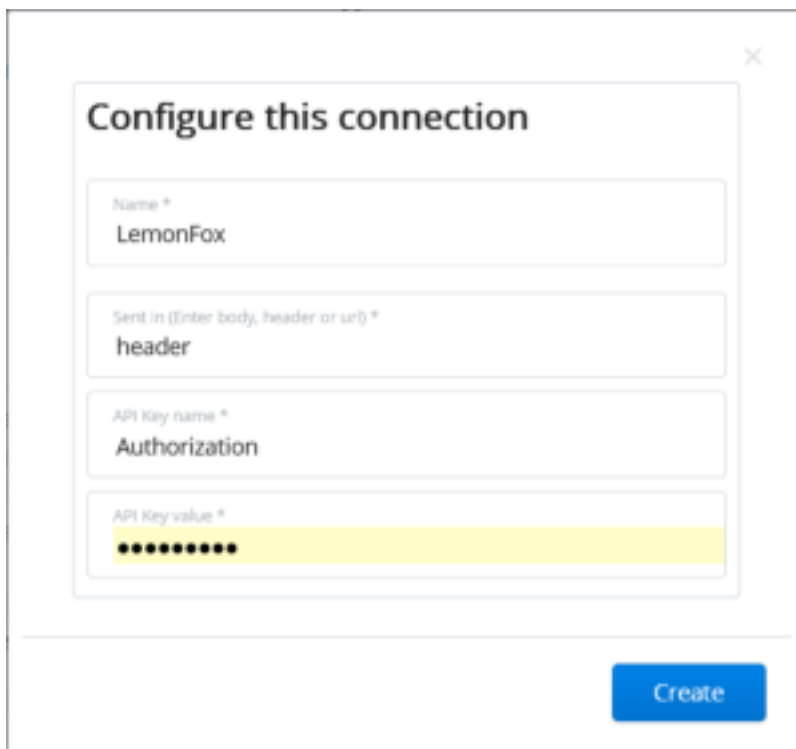 Configure this connection
Name *
LemonFox
Sent in (Enter body, header or url) *
header
API Key name *
Authorization
API Key value *
•••••••••
Create